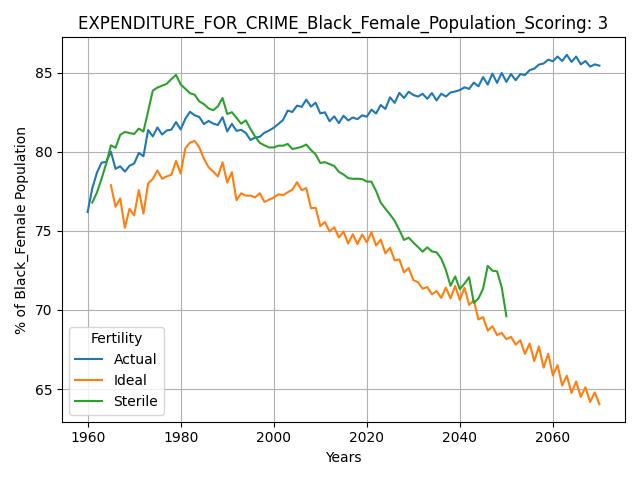 EXPENDITURE_FOR_CRIME_Black_Female_Population_Scoring: 3
% of Black_Female Population
85
80
75
70
65
Fertility
Actual
Ideal
Sterile
1960 1980 2000 2020 2040 2060
Years